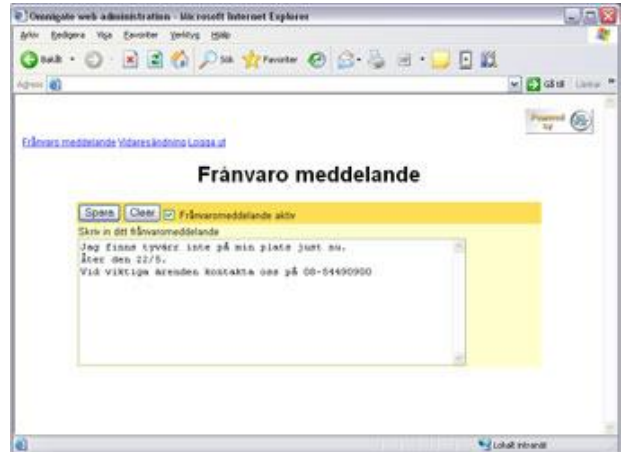 Omnigate web administration - Microsoft Internet Explorer
Arkiv Redigera Visa Favoriter Verktyg Hjälp
Bakåt Sök Favoriter
Adress Gå till Länkar
Powered by
Frånvaro meddelande Vidaresändning Logga ut
Frånvaro meddelande
Spara Clear Frånvaromeddelande aktiv
Skriv in ditt frånvaromeddelande
Jag finns tyvärr inte på min plats just nu.
Åter den 22/5.
Vid viktiga ärenden kontakta oss på 08-54490900
Lokalt intranät